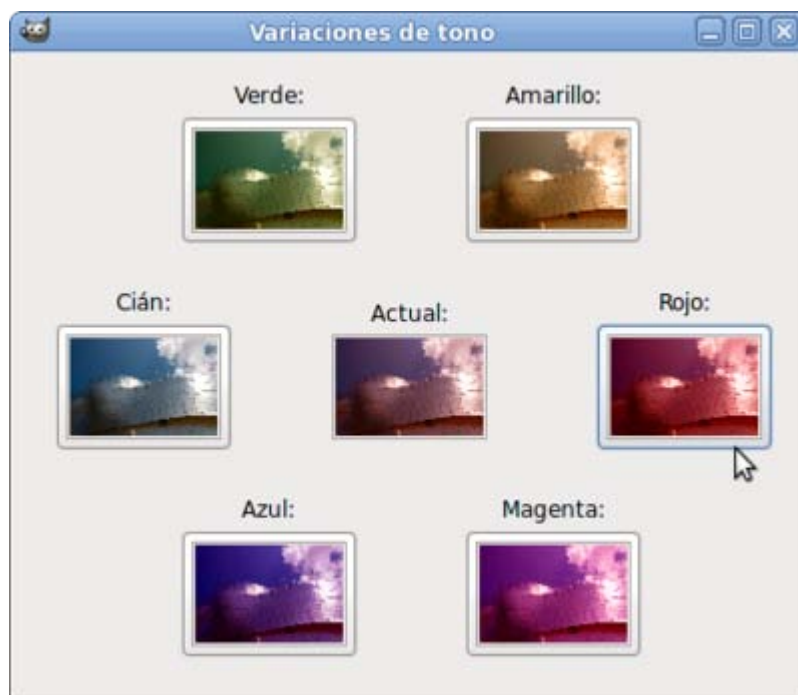 Variaciones de tono
Verde:
Amarillo:
Cián:
Actual:
Rojo:
Azul:
Magenta: